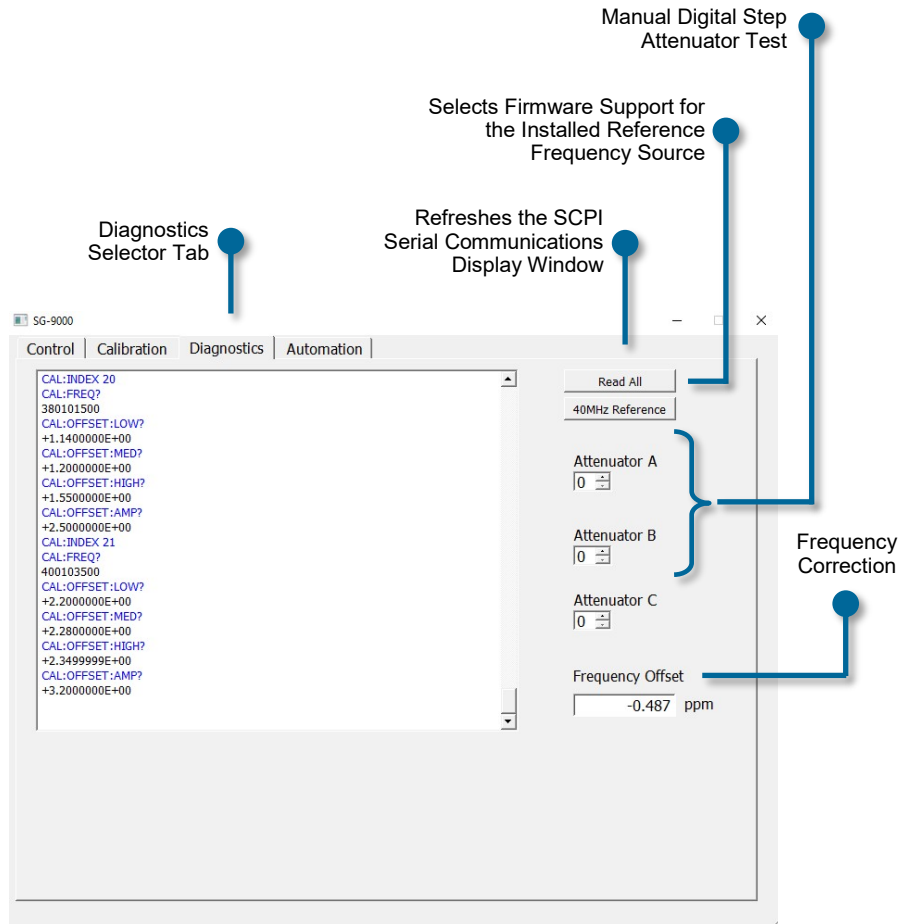 Manual Digital Step
Attenuator Test
Selects Firmware Support for
the Installed Reference
Frequency Source
Refreshes the SCPI
Serial Communications
Display Window
Diagnostics
Selector Tab
SG-9000
Control
Calibration
Diagnostics
Automation
CAL:INDEX 20
CAL:FREQ?
380101500
CAL:OFFSET:LOW?
+1.1400000E+00
CAL:OFFSET:MED?
+1.2000000E+00
CAL:OFFSET:HIGH?
+1.5500000E+00
CAL:OFFSET:AMP?
+2.5000000E+00
CAL:INDEX 21
CAL:FREQ?
400103500
CAL:OFFSET:LOW?
+2.2000000E+00
CAL:OFFSET:MED?
+2.2800000E+00
CAL:OFFSET:HIGH?
+2.3499999E+00
CAL:OFFSET:AMP?
+3.2000000E+00
Read All
40MHz Reference
Attenuator A
0
Attenuator B
0
Attenuator C
0
Frequency Offset
-0.487 ppm
Frequency
Correction